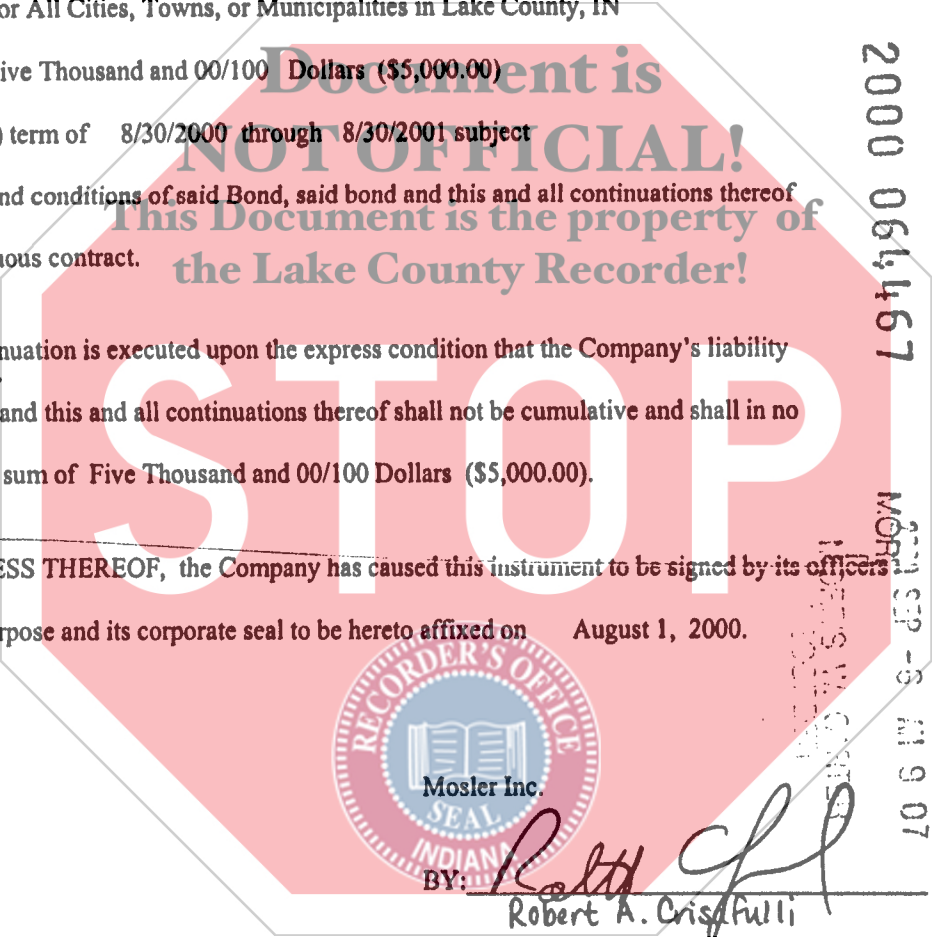 or All Cities, Towns, or Municipalities in Lake County, IN
ive Thousand and 00/100 Dollars ($5,000.00)
Document is
) term of 8/30/2000 through 8/30/2001 subject
NOT OFFICIAL!
nd conditions of said Bond, said bond and this and all continuations thereof
This Document is the property of
nous contract.
the Lake County Recorder!
2000 064467
nuation is executed upon the express condition that the Company's liability
and this and all continuations thereof shall not be cumulative and shall in no
STOP
sum of Five Thousand and 00/100 Dollars ($5,000.00).
ESS THEREOF, the Company has caused this instrument to be signed by its officers
rpose and its corporate seal to be hereto affixed on August 1, 2000.
MOR
SEP -6 9 07
RECORDER'S OFFICE
Mosler Inc.
SEAL
INDIANA
BY:
Robert A. Crisafulli